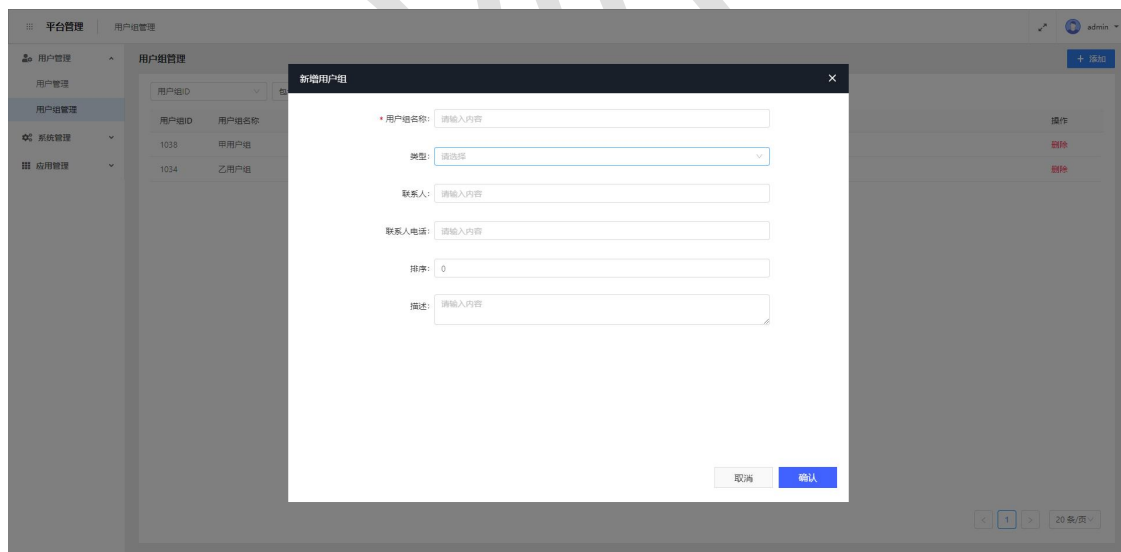 平台管理 用户组管理 admin
用户管理
用户组管理 + 添加
用户管理
用户组ID 包
用户组管理
用户组ID 用户组名称 操作
系统管理
1038 甲用户组 删除
应用管理
1034 乙用户组 删除
新增用户组
* 用户组名称: 请输入内容
类型: 请选择
联系人: 请输入内容
联系人电话: 请输入内容
排序: 0
描述: 请输入内容
取消 确认
< 1 > 20 条/页